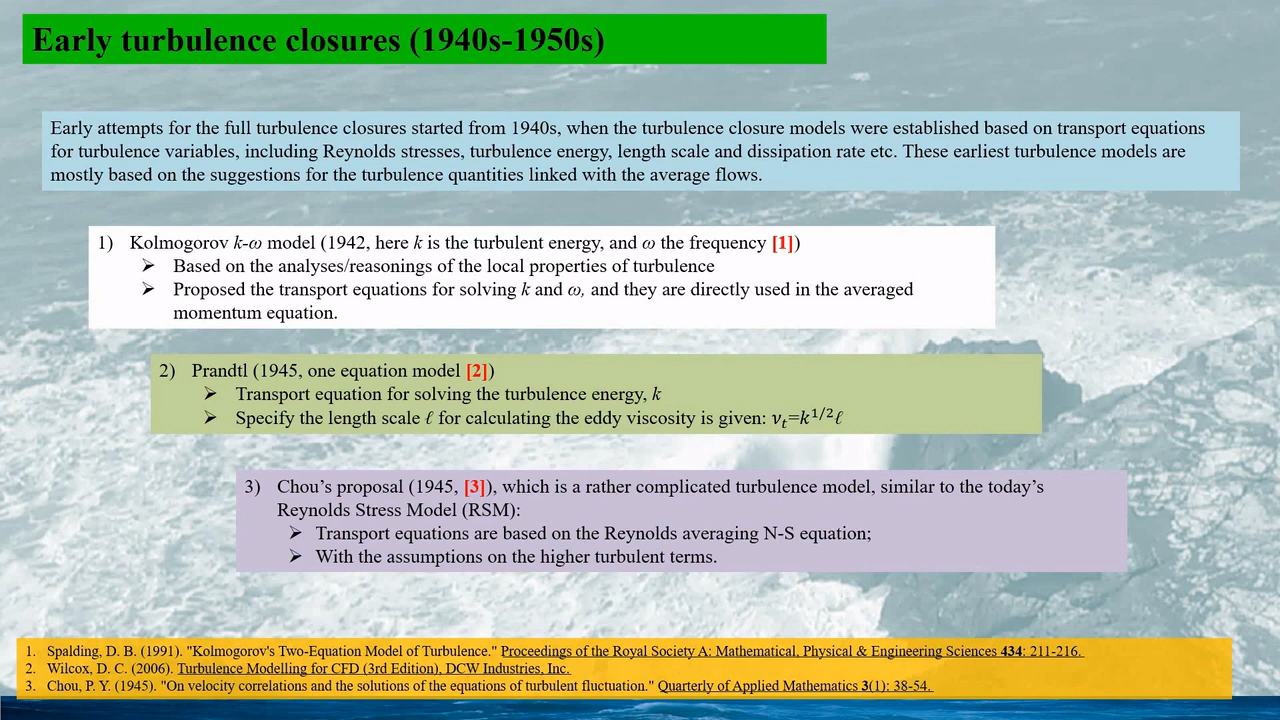 Early turbulence closures (1940s-1950s)
Early attempts for the full turbulence closures started from 1940s, when the turbulence closure models were established based on transport equations
for turbulence variables, including Reynolds stresses, turbulence energy, length scale and dissipation rate etc. These earliest turbulence models are
mostly based on the suggestions for the turbulence quantities linked with the average flows.
1) Kolmogorov k-ω model (1942, here k is the turbulent energy, and ω the frequency [1])
➢ Based on the analyses/reasonings of the local properties of turbulence
➢ Proposed the transport equations for solving k and ω, and they are directly used in the averaged
momentum equation.
2) Prandtl (1945, one equation model [2])
➢ Transport equation for solving the turbulence energy, k
➢ Specify the length scale ℓ for calculating the eddy viscosity is given: ν_t=k^{1/2}ℓ
3) Chou’s proposal (1945, [3]), which is a rather complicated turbulence model, similar to the today’s
Reynolds Stress Model (RSM):
➢ Transport equations are based on the Reynolds averaging N-S equation;
➢ With the assumptions on the higher turbulent terms.
1. Spalding, D. B. (1991). "Kolmogorov's Two-Equation Model of Turbulence." Proceedings of the Royal Society A: Mathematical, Physical & Engineering Sciences 434: 211-216.
2. Wilcox, D. C. (2006). Turbulence Modelling for CFD (3rd Edition), DCW Industries, Inc.
3. Chou, P. Y. (1945). "On velocity correlations and the solutions of the equations of turbulent fluctuation." Quarterly of Applied Mathematics 3(1): 38-54.